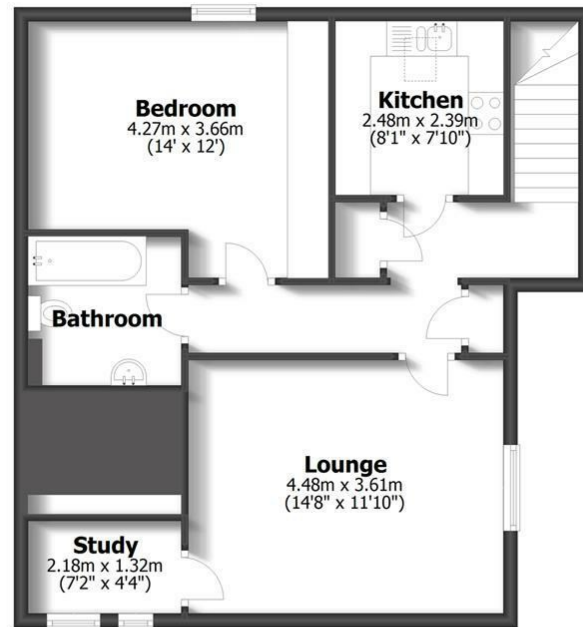 Bedroom
4.27m x 3.66m
(14' x 12')
Kitchen
2.48m x 2.39m
(8'1" x 7'10")
Bathroom
Lounge
4.48m x 3.61m
(14'8" x 11'10")
Study
2.18m x 1.32m
(7'2" x 4'4")